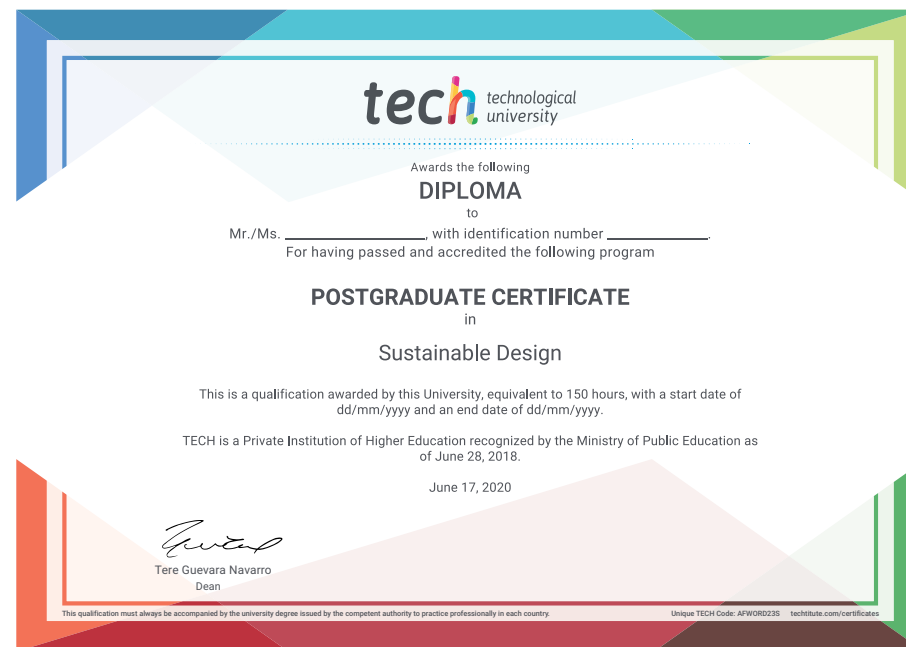 tech technological
university
Awards the following
DIPLOMA
to
Mr./Ms. ____________________, with identification number ______________.
For having passed and accredited the following program
POSTGRADUATE CERTIFICATE
in
Sustainable Design
This is a qualification awarded by this University, equivalent to 150 hours, with a start date of
dd/mm/yyyy and an end date of dd/mm/yyyy.
TECH is a Private Institution of Higher Education recognized by the Ministry of Public Education as
of June 28, 2018.
June 17, 2020
Tere Guevara Navarro
Dean
This qualification must always be accompanied by the university degree issued by the competent authority to practice professionally in each country. Unique TECH Code: AFWORD23S techtitute.com/certificates